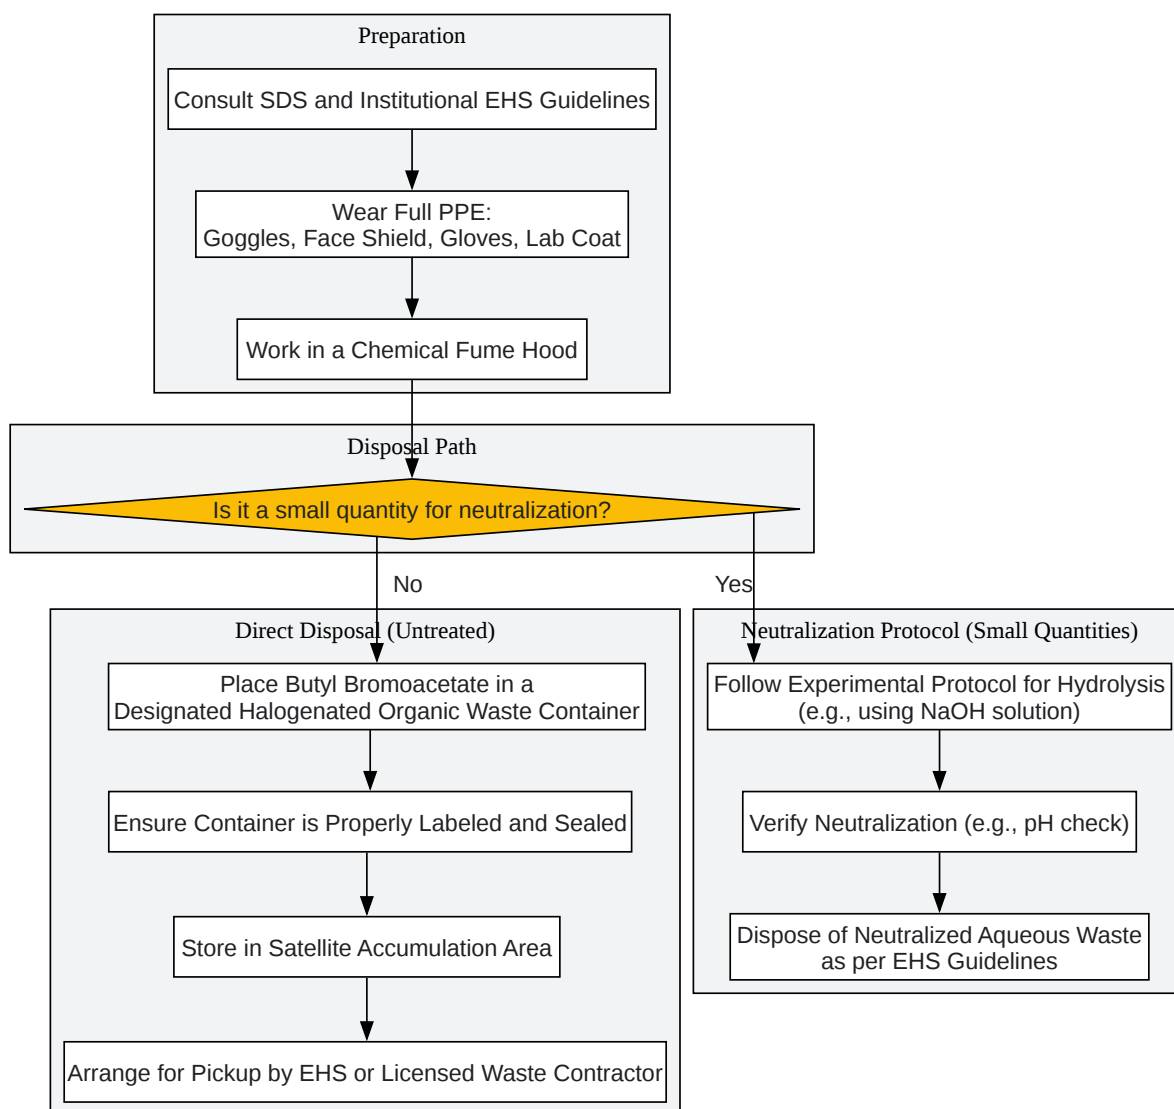 Preparation
Consult SDS and Institutional EHS Guidelines
Wear Full PPE:
Goggles, Face Shield, Gloves, Lab Coat
Work in a Chemical Fume Hood
Disposal Path
Is it a small quantity for neutralization?
No
Yes
Direct Disposal (Untreated)
Place Butyl Bromoacetate in a
Designated Halogenated Organic Waste Container
Ensure Container is Properly Labeled and Sealed
Store in Satellite Accumulation Area
Arrange for Pickup by EHS or Licensed Waste Contractor
Neutralization Protocol (Small Quantities)
Follow Experimental Protocol for Hydrolysis
(e.g., using NaOH solution)
Verify Neutralization (e.g., pH check)
Dispose of Neutralized Aqueous Waste
as per EHS Guidelines